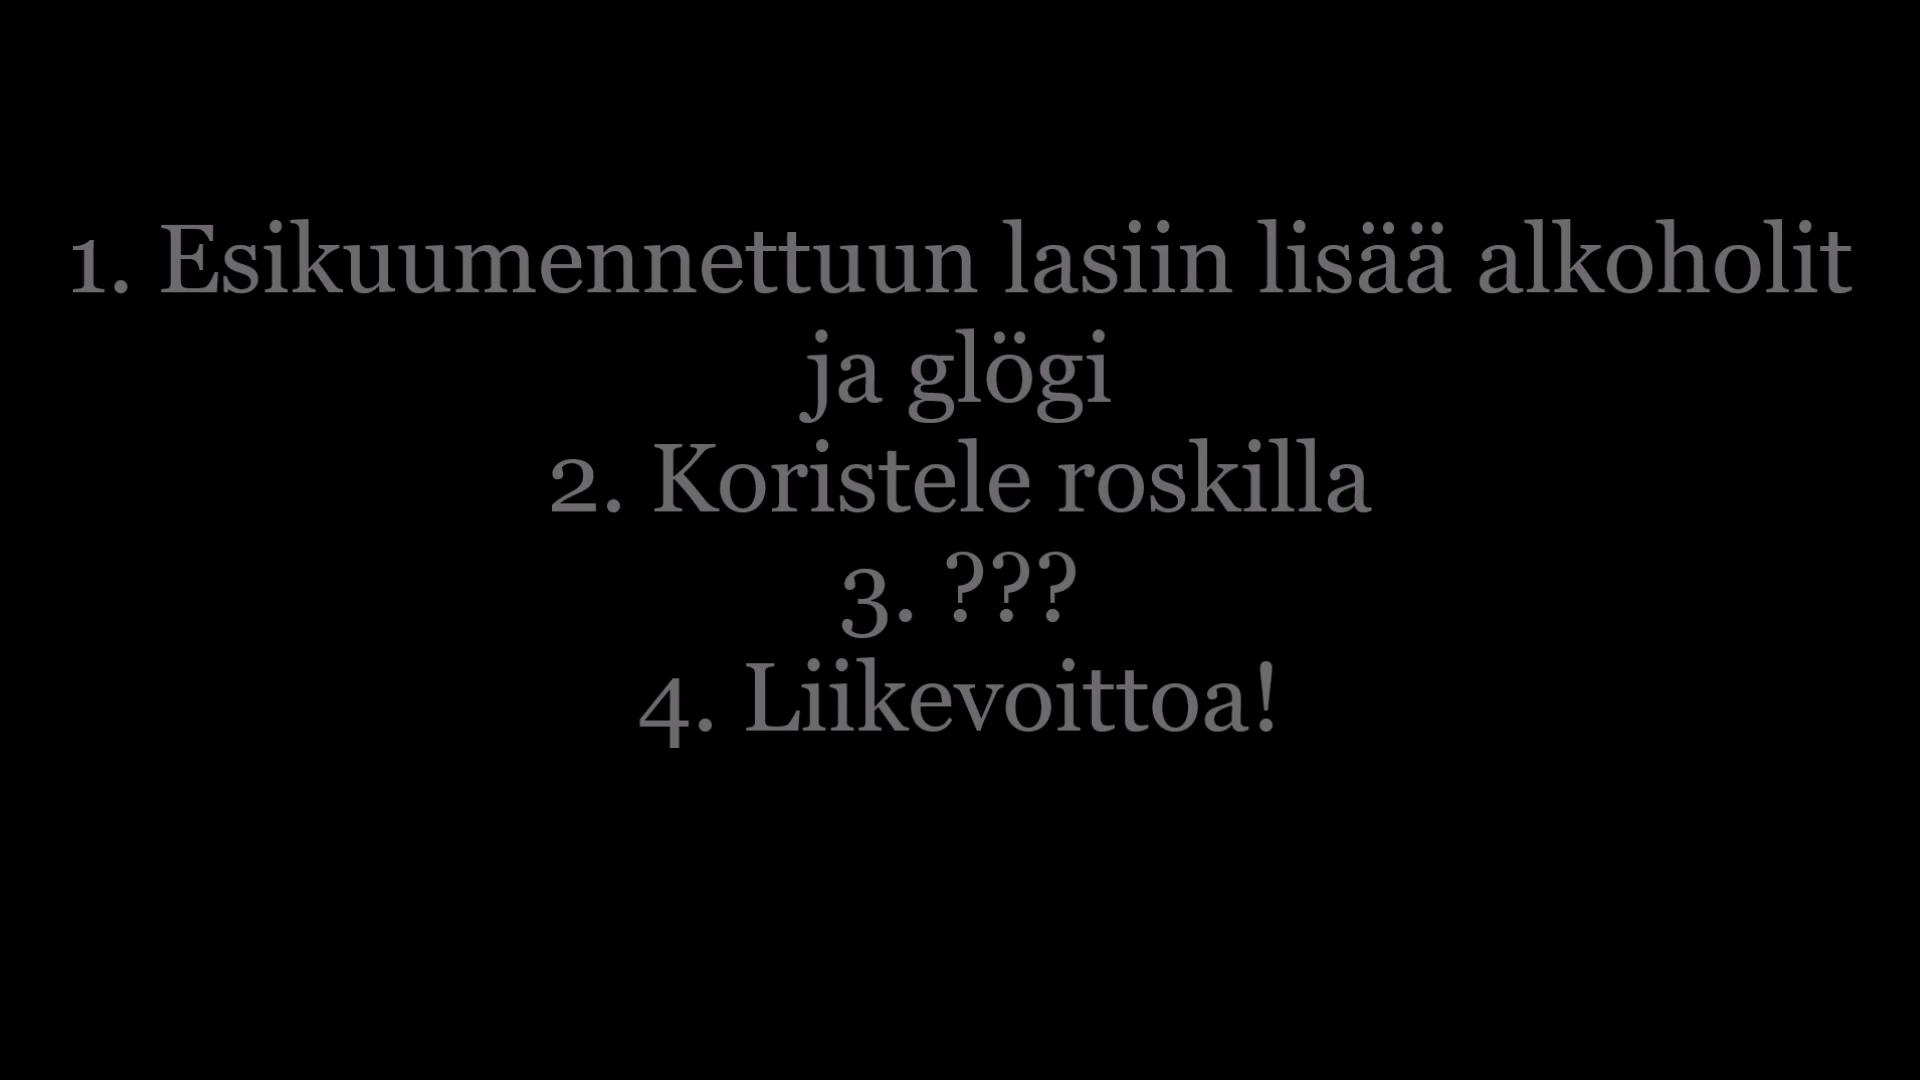 1. Esikuumennettuun lasiin lisää alkoholit
ja glögi
2. Koristele roskilla
3. ???
4. Liikevoittoa!